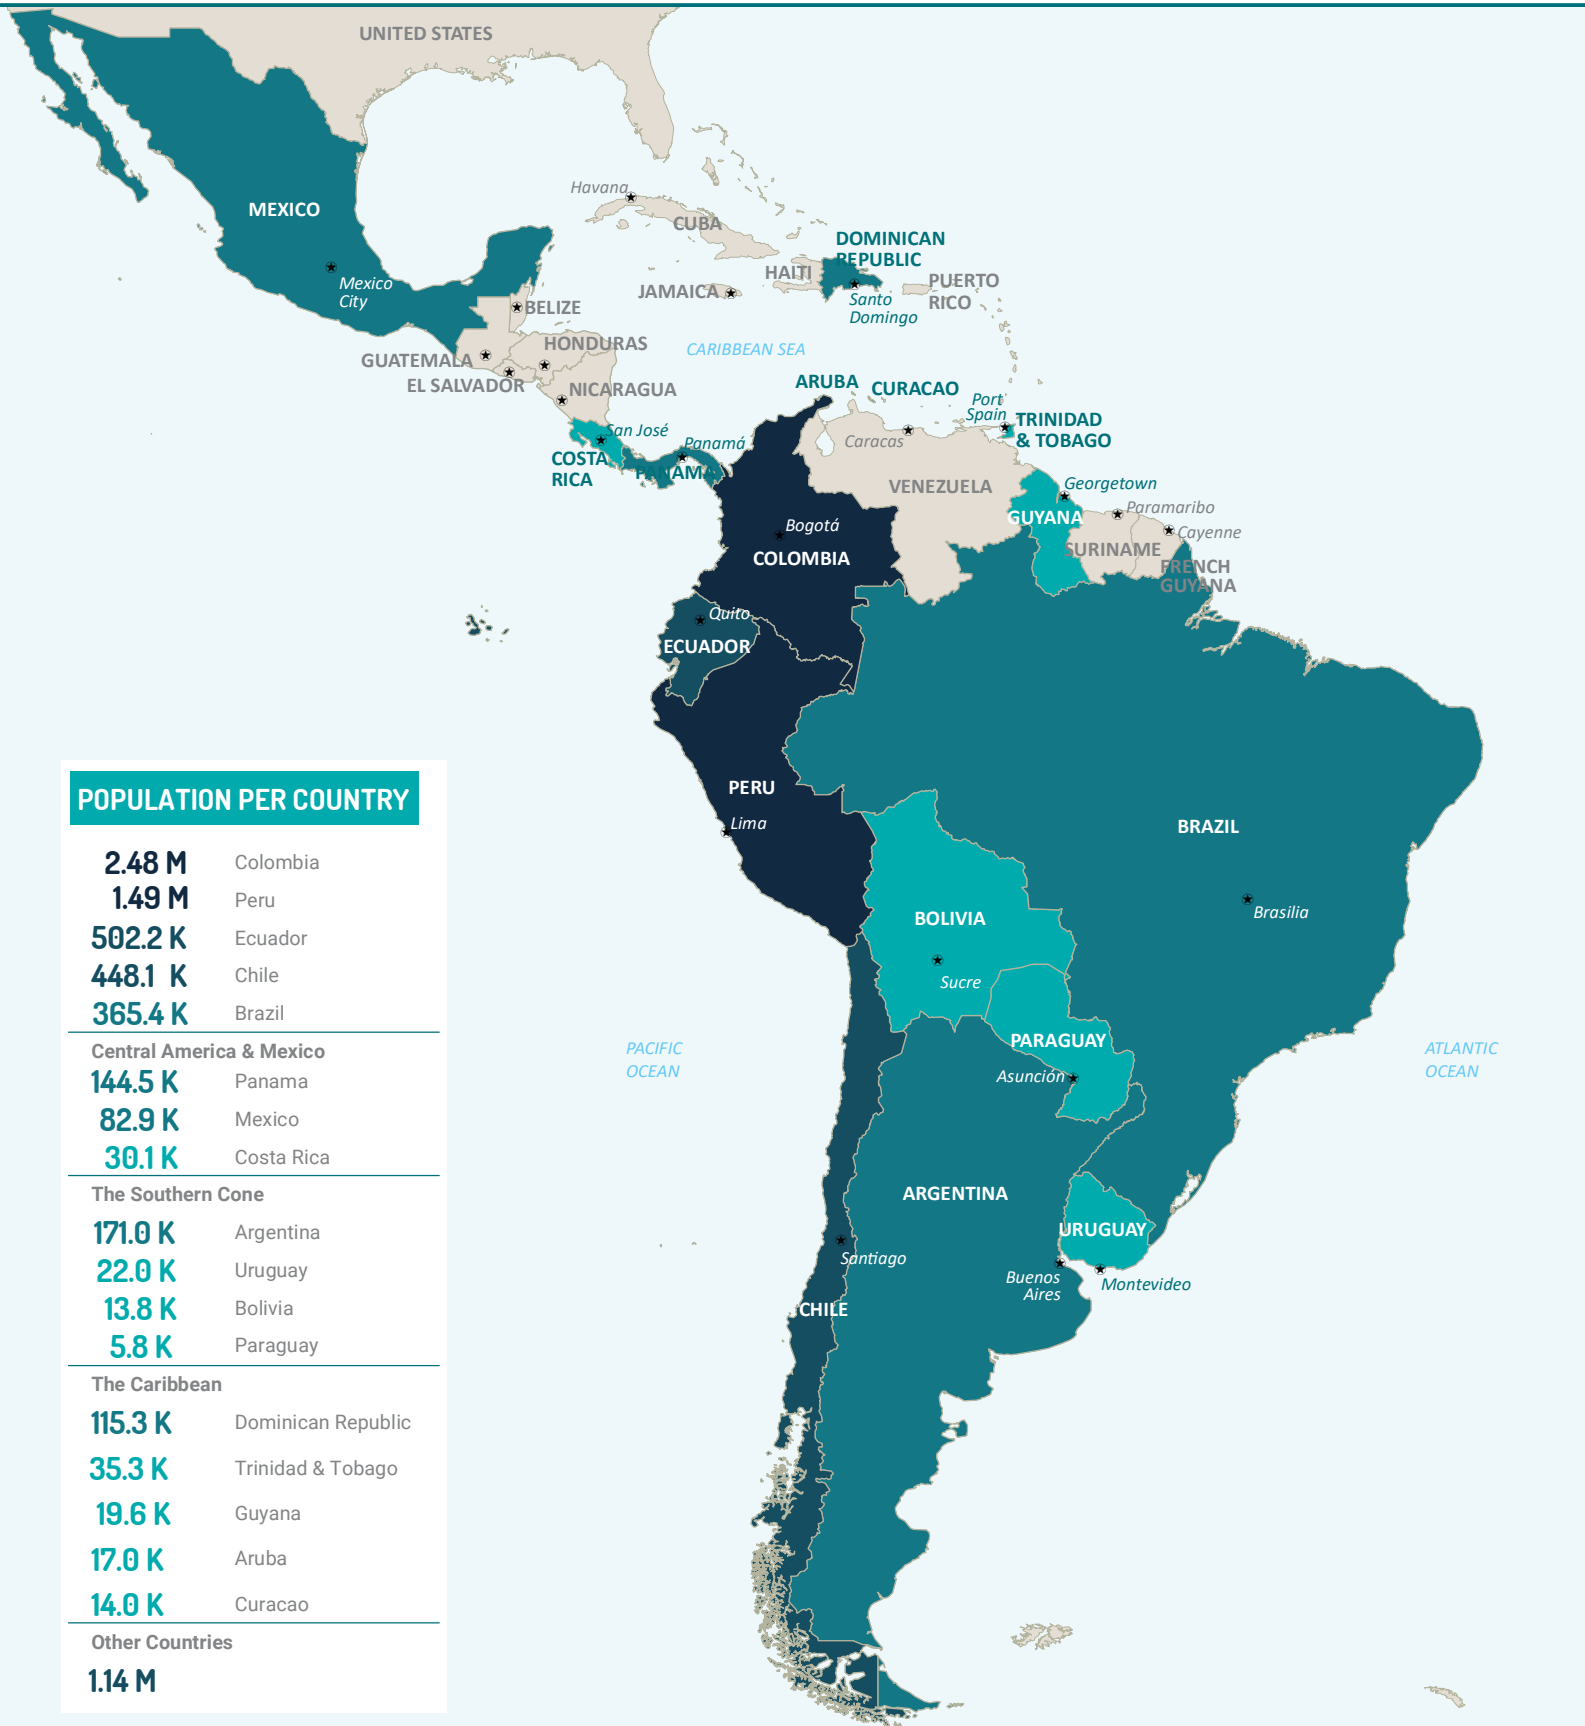 UNITED STATES
MEXICO
Mexico
City
Havana
CUBA
DOMINICAN
REPUBLIC
HAITI
JAMAICA
PUERTO
RICO
Santo
Domingo
BELIZE
HONDURAS
GUATEMALA
EL SALVADOR
NICARAGUA
CARIBBEAN SEA
ARUBA
CURACAO
Port
Spain
TRINIDAD
& TOBAGO
San José
COSTA
RICA
Panamá
PANAMA
Caracas
VENEZUELA
Georgetown
GUYANA
Paramaribo
SURINAME
Cayenne
FRENCH
GUYANA
Bogotá
COLOMBIA
Quito
ECUADOR
PERU
Lima
BRAZIL
Brasilia
BOLIVIA
Sucre
PARAGUAY
Asunción
PACIFIC
OCEAN
ATLANTIC
OCEAN
ARGENTINA
URUGUAY
Santiago
Buenos
Aires
Montevideo
CHILE
POPULATION PER COUNTRY
2.48 M Colombia
1.49 M Peru
502.2 K Ecuador
448.1 K Chile
365.4 K Brazil
Central America & Mexico
144.5 K Panama
82.9 K Mexico
30.1 K Costa Rica
The Southern Cone
171.0 K Argentina
22.0 K Uruguay
13.8 K Bolivia
5.8 K Paraguay
The Caribbean
115.3 K Dominican Republic
35.3 K Trinidad & Tobago
19.6 K Guyana
17.0 K Aruba
14.0 K Curacao
Other Countries
1.14 M